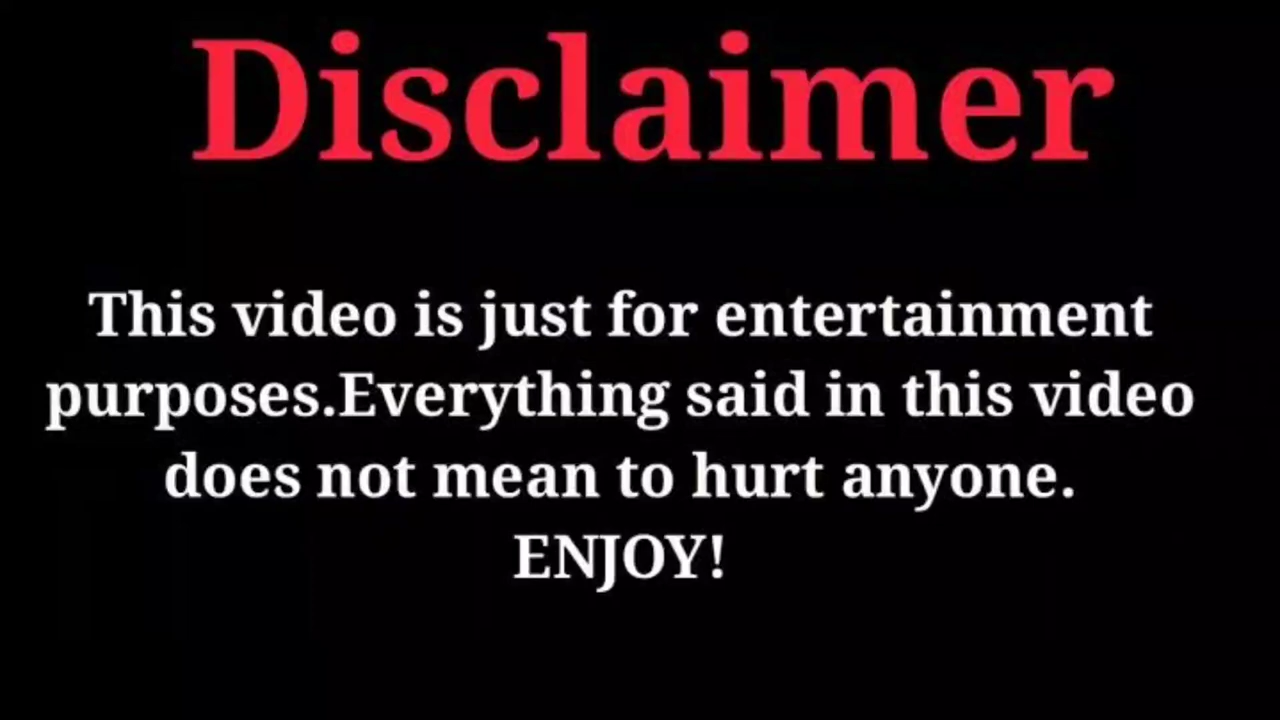 Disclaimer
This video is just for entertainment
purposes.Everything said in this video
does not mean to hurt anyone.
ENJOY!